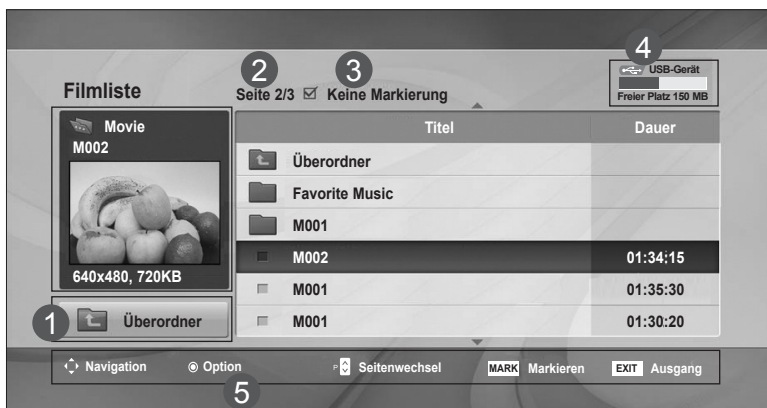 4
USB-Gerät
Freier Platz 150 MB
2
3
Filmliste
Seite 2/3 Keine Markierung
Movie
M002
640x480, 720KB
1
Überordner
Titel Dauer
Überordner
Favorite Music
M001
M002 01:34:15
M001 01:35:30
M001 01:30:20
Navigation Option P Seitenwechsel MARK Markieren EXIT Ausgang
5